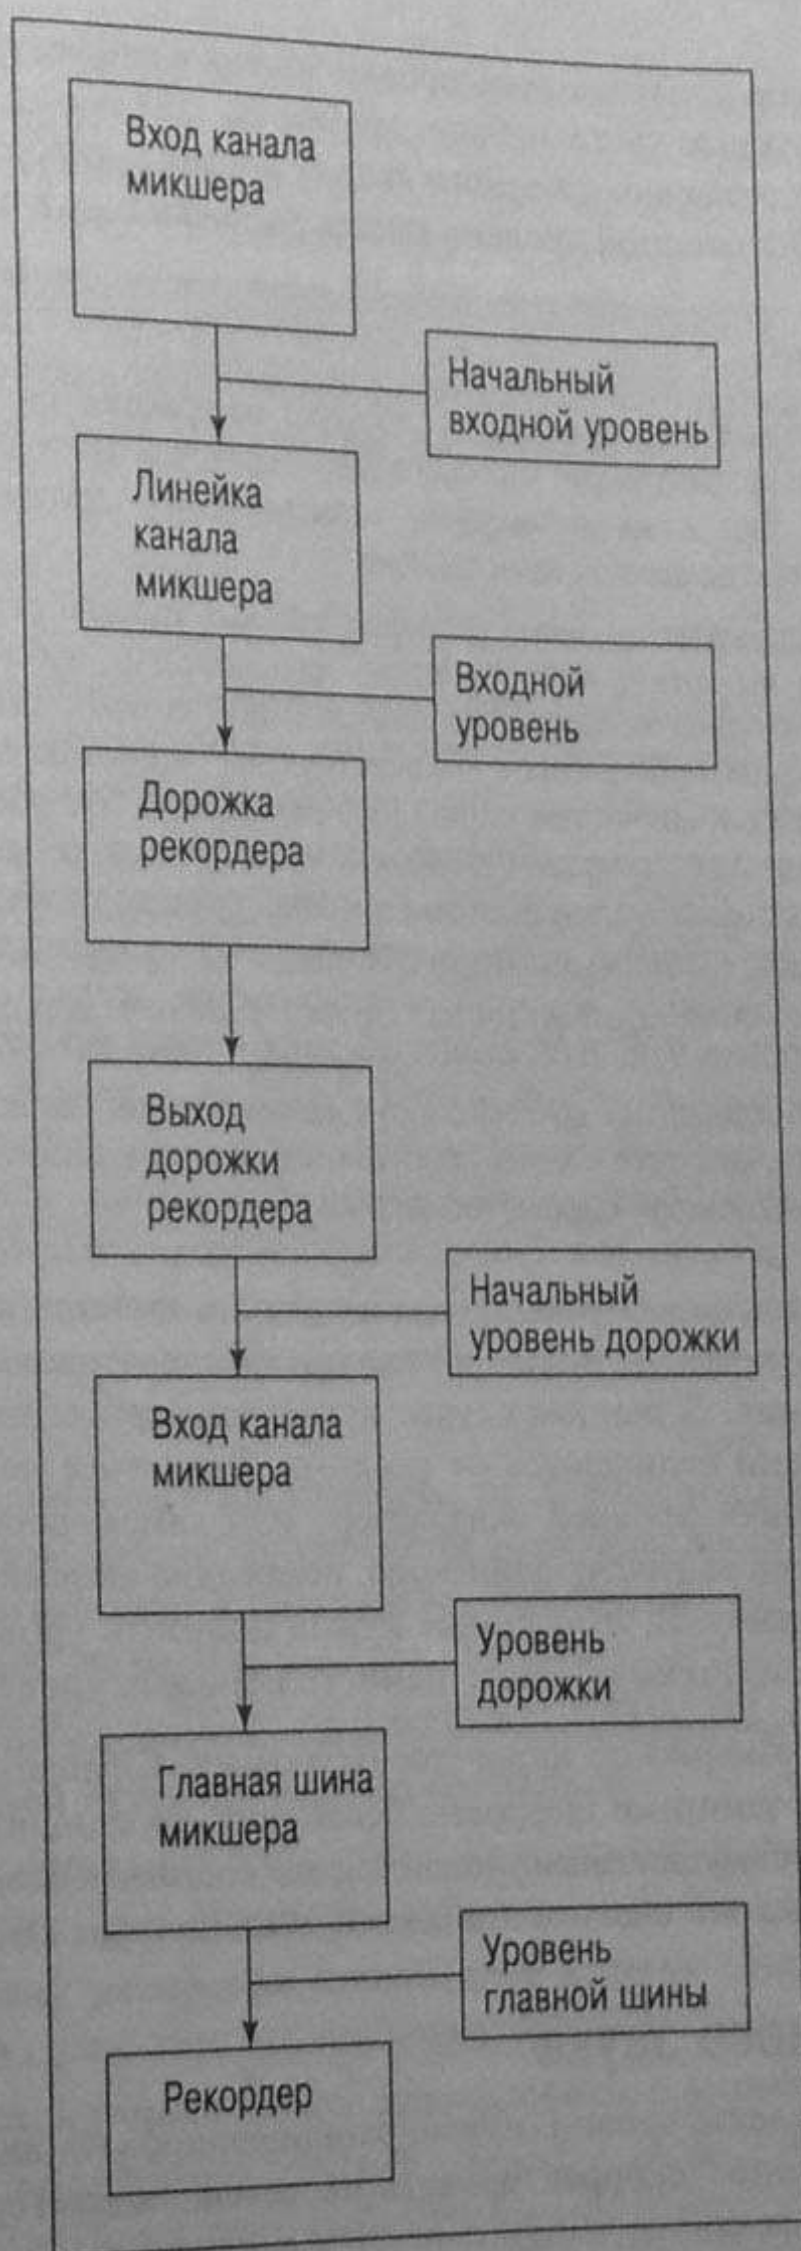 Вход канала
микшера
Начальный
входной уровень
Линейка
канала
микшера
Входной
уровень
Дорожка
рекордера
Выход
дорожки
рекордера
Начальный
уровень дорожки
Вход канала
микшера
Уровень
дорожки
Главная шина
микшера
Уровень
главной шины
Рекордер